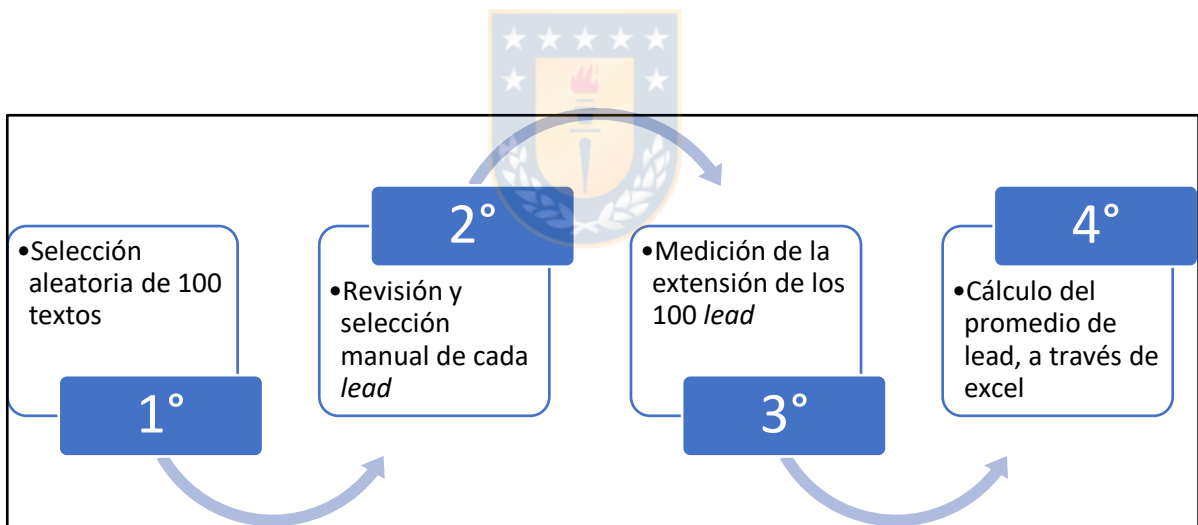 •Selección
aleatoria de 100
textos
1°
2°
•Revisión y
selección
manual de cada
lead
•Medición de la
extensión de los
100 lead
3°
4°
•Cálculo del
promedio de
lead, a través de
excel